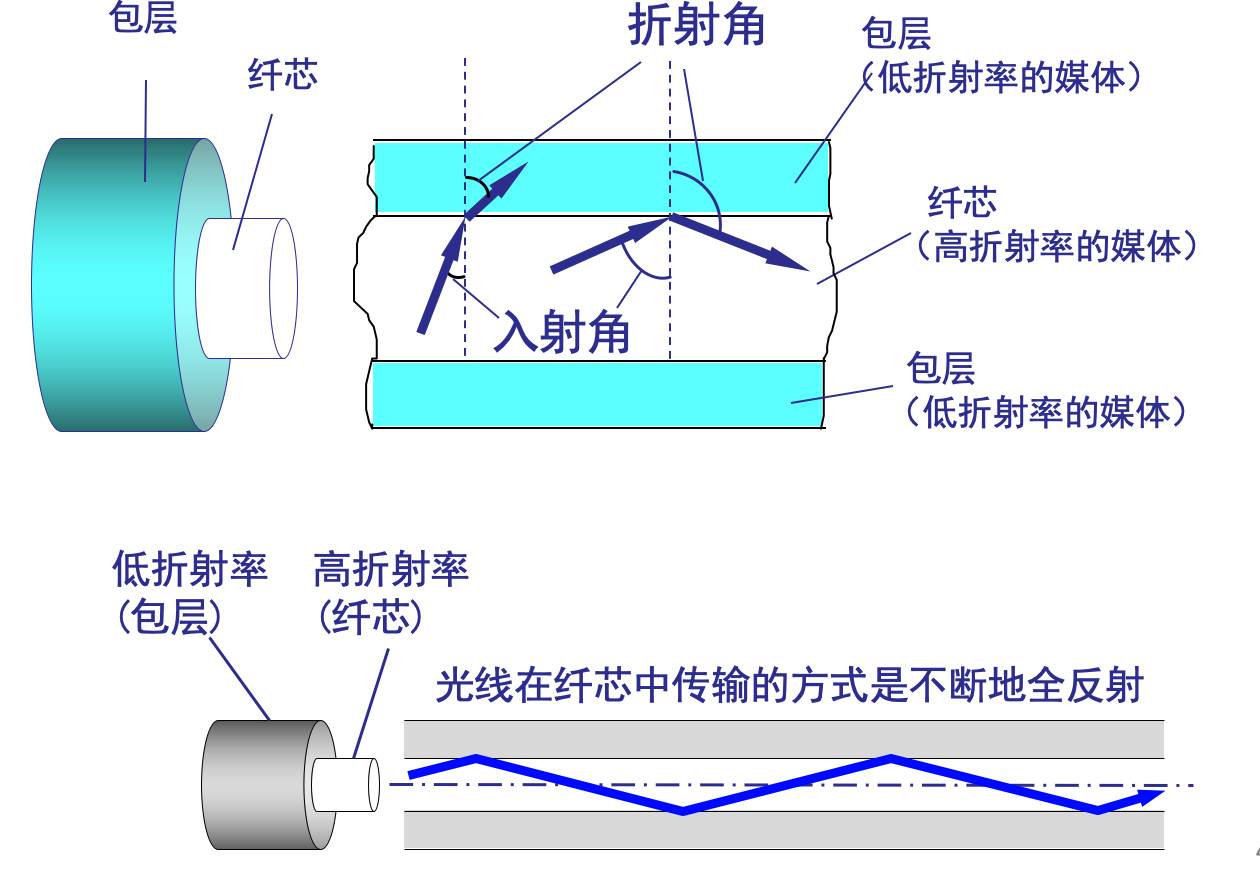 包层
纤芯
折射角
包层
（低折射率的媒体）
纤芯
（高折射率的媒体）
入射角
包层
（低折射率的媒体）
低折射率
(包层)
高折射率
(纤芯)
光线在纤芯中传输的方式是不断地全反射